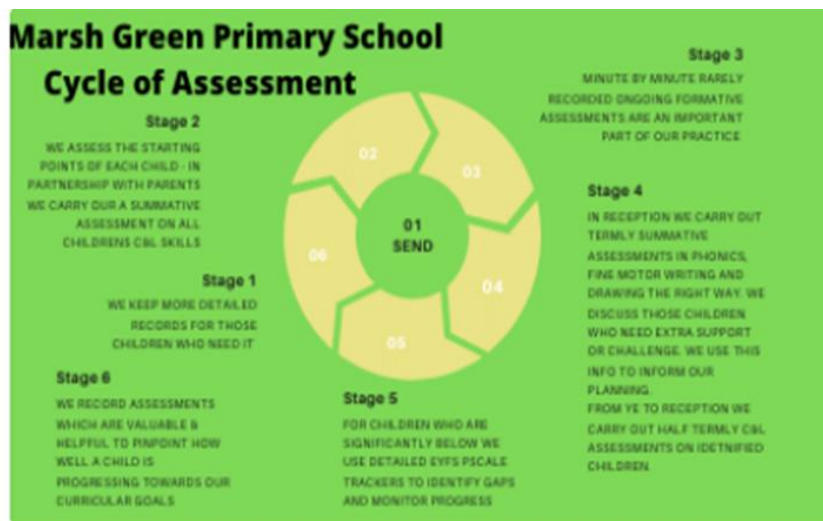 Marsh Green Primary School
Cycle of Assessment
Stage 2
WE ASSESS THE STARTING
POINTS OF EACH CHILD - IN
PARTNERSHIP WITH PARENTS
WE CARRY OUR A SUMMATIVE
ASSESSMENT ON ALL
CHILDRENS C&L SKILLS
Stage 1
WE KEEP MORE DETAILED
RECORDS FOR THOSE
CHILDREN WHO NEED IT
Stage 6
WE RECORD ASSESSMENTS
WHICH ARE VALUABLE &
HELPFUL TO PINPOINT HOW
WELL A CHILD IS
PROGRESSING TOWARDS OUR
CURRICULAR GOALS
02
03
01
SEND
06
04
05
Stage 5
FOR CHILDREN WHO ARE
SIGNIFICANTLY BELOW WE
USE DETAILED EYFS PSCALE
TRACKERS TO IDENTIFY GAPS
AND MONITOR PROGRESS
Stage 3
MINUTE BY MINUTE RARELY
RECORDED ONGOING FORMATIVE
ASSESSMENTS ARE AN IMPORTANT
PART OF OUR PRACTICE
Stage 4
IN RECEPTION WE CARRY OUT
TERMLY SUMMATIVE
ASSESSMENTS IN PHONICS,
FINE MOTOR WRITING AND
DRAWING THE RIGHT WAY. WE
DISCUSS THOSE CHILDREN
WHO NEED EXTRA SUPPORT
OR CHALLENGE. WE USE THIS
INFO TO INFORM OUR
PLANNING.
FROM YE TO RECEPTION WE
CARRY OUT HALF TERMLY C&L
ASSESSMENTS ON IDETNIFIED
CHILDREN